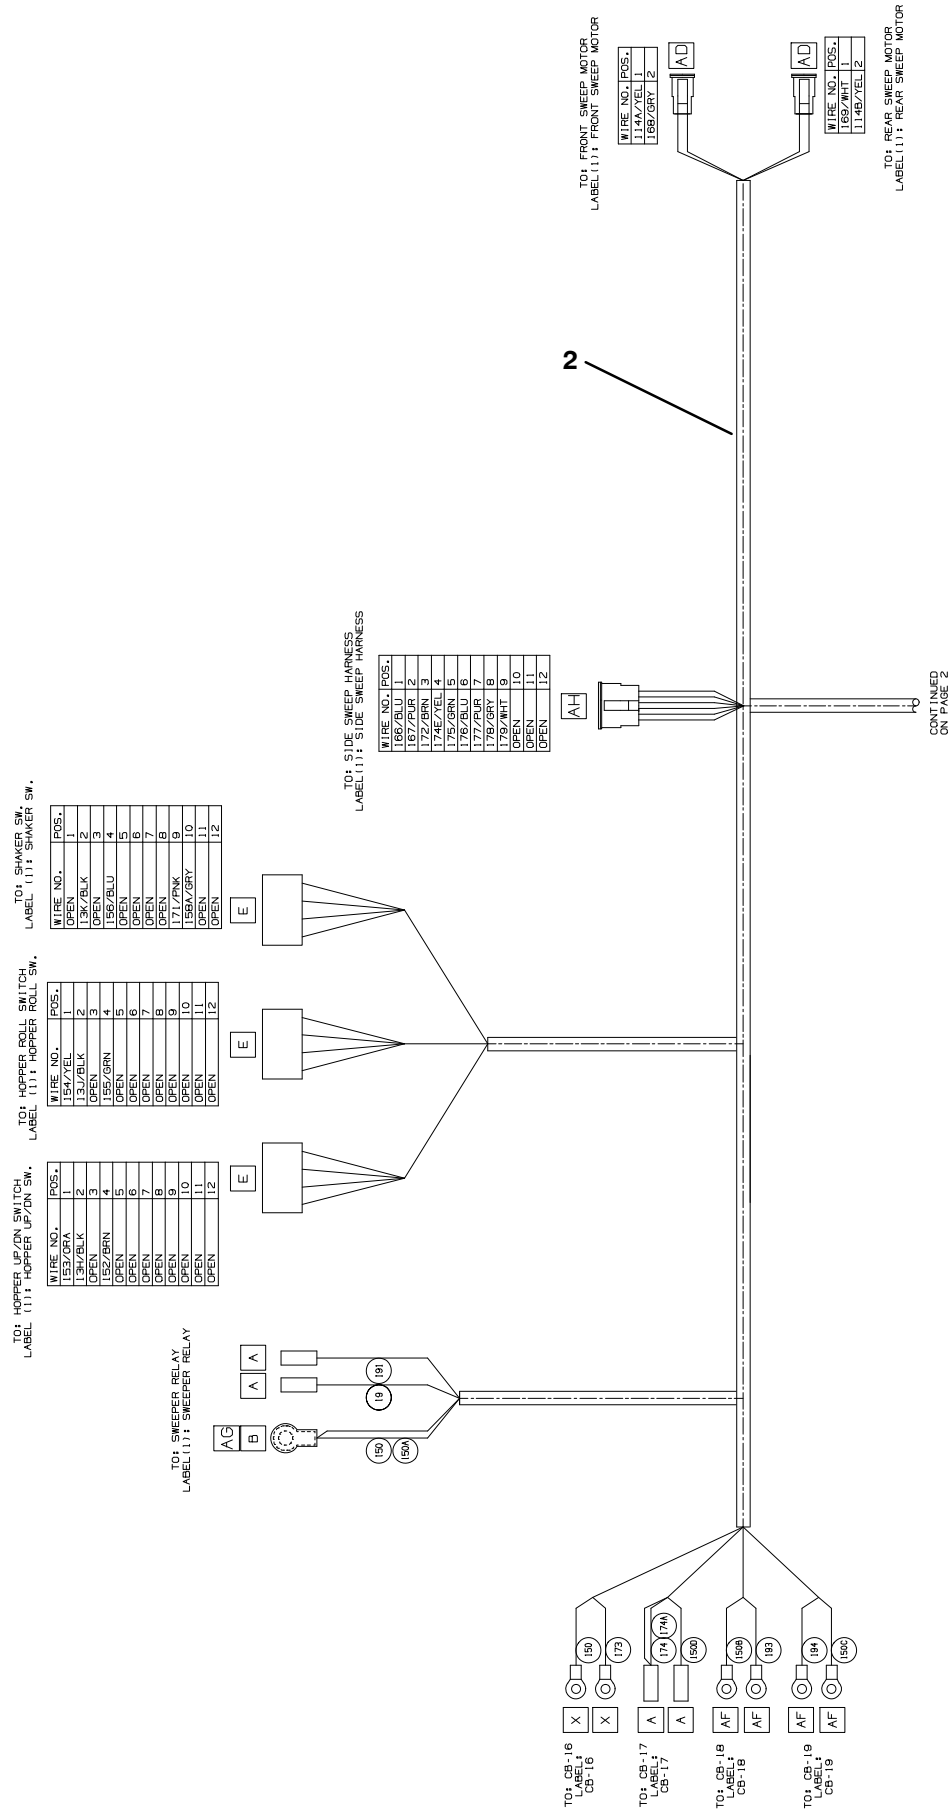 TO: FRONT SWEEP MOTOR
LABEL(1): FRONT SWEEP MOTOR
WIRE NO. POS.
114A/YEL 1
168/GRY 2
AD
AD
WIRE NO. POS.
169/WHT 1
114B/YEL 2
TO: REAR SWEEP MOTOR
LABEL(1): REAR SWEEP MOTOR
2
TO: SIDE SWEEP HARNESS
LABEL(1): SIDE SWEEP HARNESS
WIRE NO. POS.
166/BLU 1
167/PUR 2
172/BRN 3
174E/YEL 4
175/GRN 5
176/BLU 6
177/PUR 7
178/GRY 8
179/WHT 9
OPEN 10
OPEN 11
OPEN 12
AH
CONTINUED
ON PAGE 2
TO: SHAKER SW.
LABEL (1): SHAKER SW.
WIRE NO. POS.
OPEN 1
13K/BLK 2
OPEN 3
156/BLU 4
OPEN 5
OPEN 6
OPEN 7
OPEN 8
171/PNK 9
158A/GRY 10
OPEN 11
OPEN 12
E
TO: HOPPER ROLL SWITCH
LABEL (1): HOPPER ROLL SW.
WIRE NO. POS.
154/YEL 1
13J/BLK 2
OPEN 3
155/GRN 4
OPEN 5
OPEN 6
OPEN 7
OPEN 8
OPEN 9
OPEN 10
OPEN 11
OPEN 12
E
TO: HOPPER UP/DN SWITCH
LABEL (1): HOPPER UP/DN SW.
WIRE NO. POS.
153/ORA 1
13H/BLK 2
OPEN 3
152/BRN 4
OPEN 5
OPEN 6
OPEN 7
OPEN 8
OPEN 9
OPEN 10
OPEN 11
OPEN 12
E
TO: SWEEPER RELAY
LABEL(1): SWEEPER RELAY
A
A
AG
B
191
19
150
150A
150
173
174
174A
150D
150B
193
194
150C
X
X
A
A
AF
AF
AF
AF
TO: CB-16
LABEL:
CB-16
TO: CB-17
LABEL:
CB-17
TO: CB-18
LABEL:
CB-18
TO: CB-19
LABEL:
CB-19